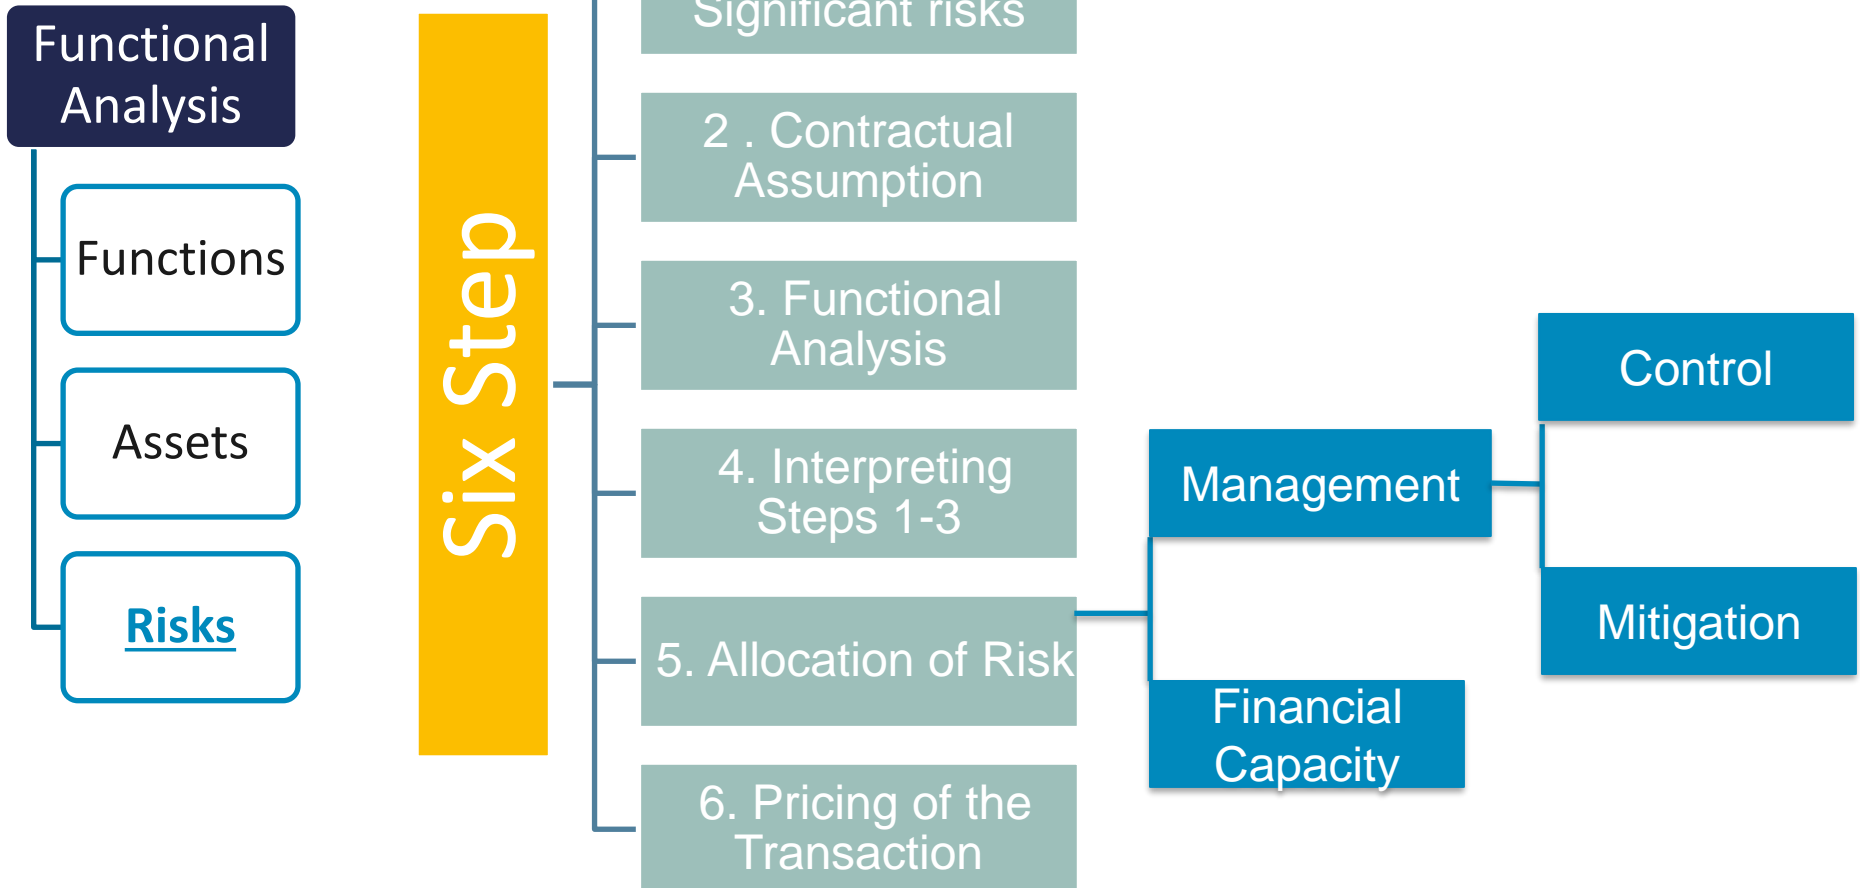 Functional
Analysis
Functions
Assets
Risks
Six Step
Significant risks
2 . Contractual
Assumption
3. Functional
Analysis
4. Interpreting
Steps 1-3
5. Allocation of Risk
6. Pricing of the
Transaction
Management
Financial
Capacity
Control
Mitigation